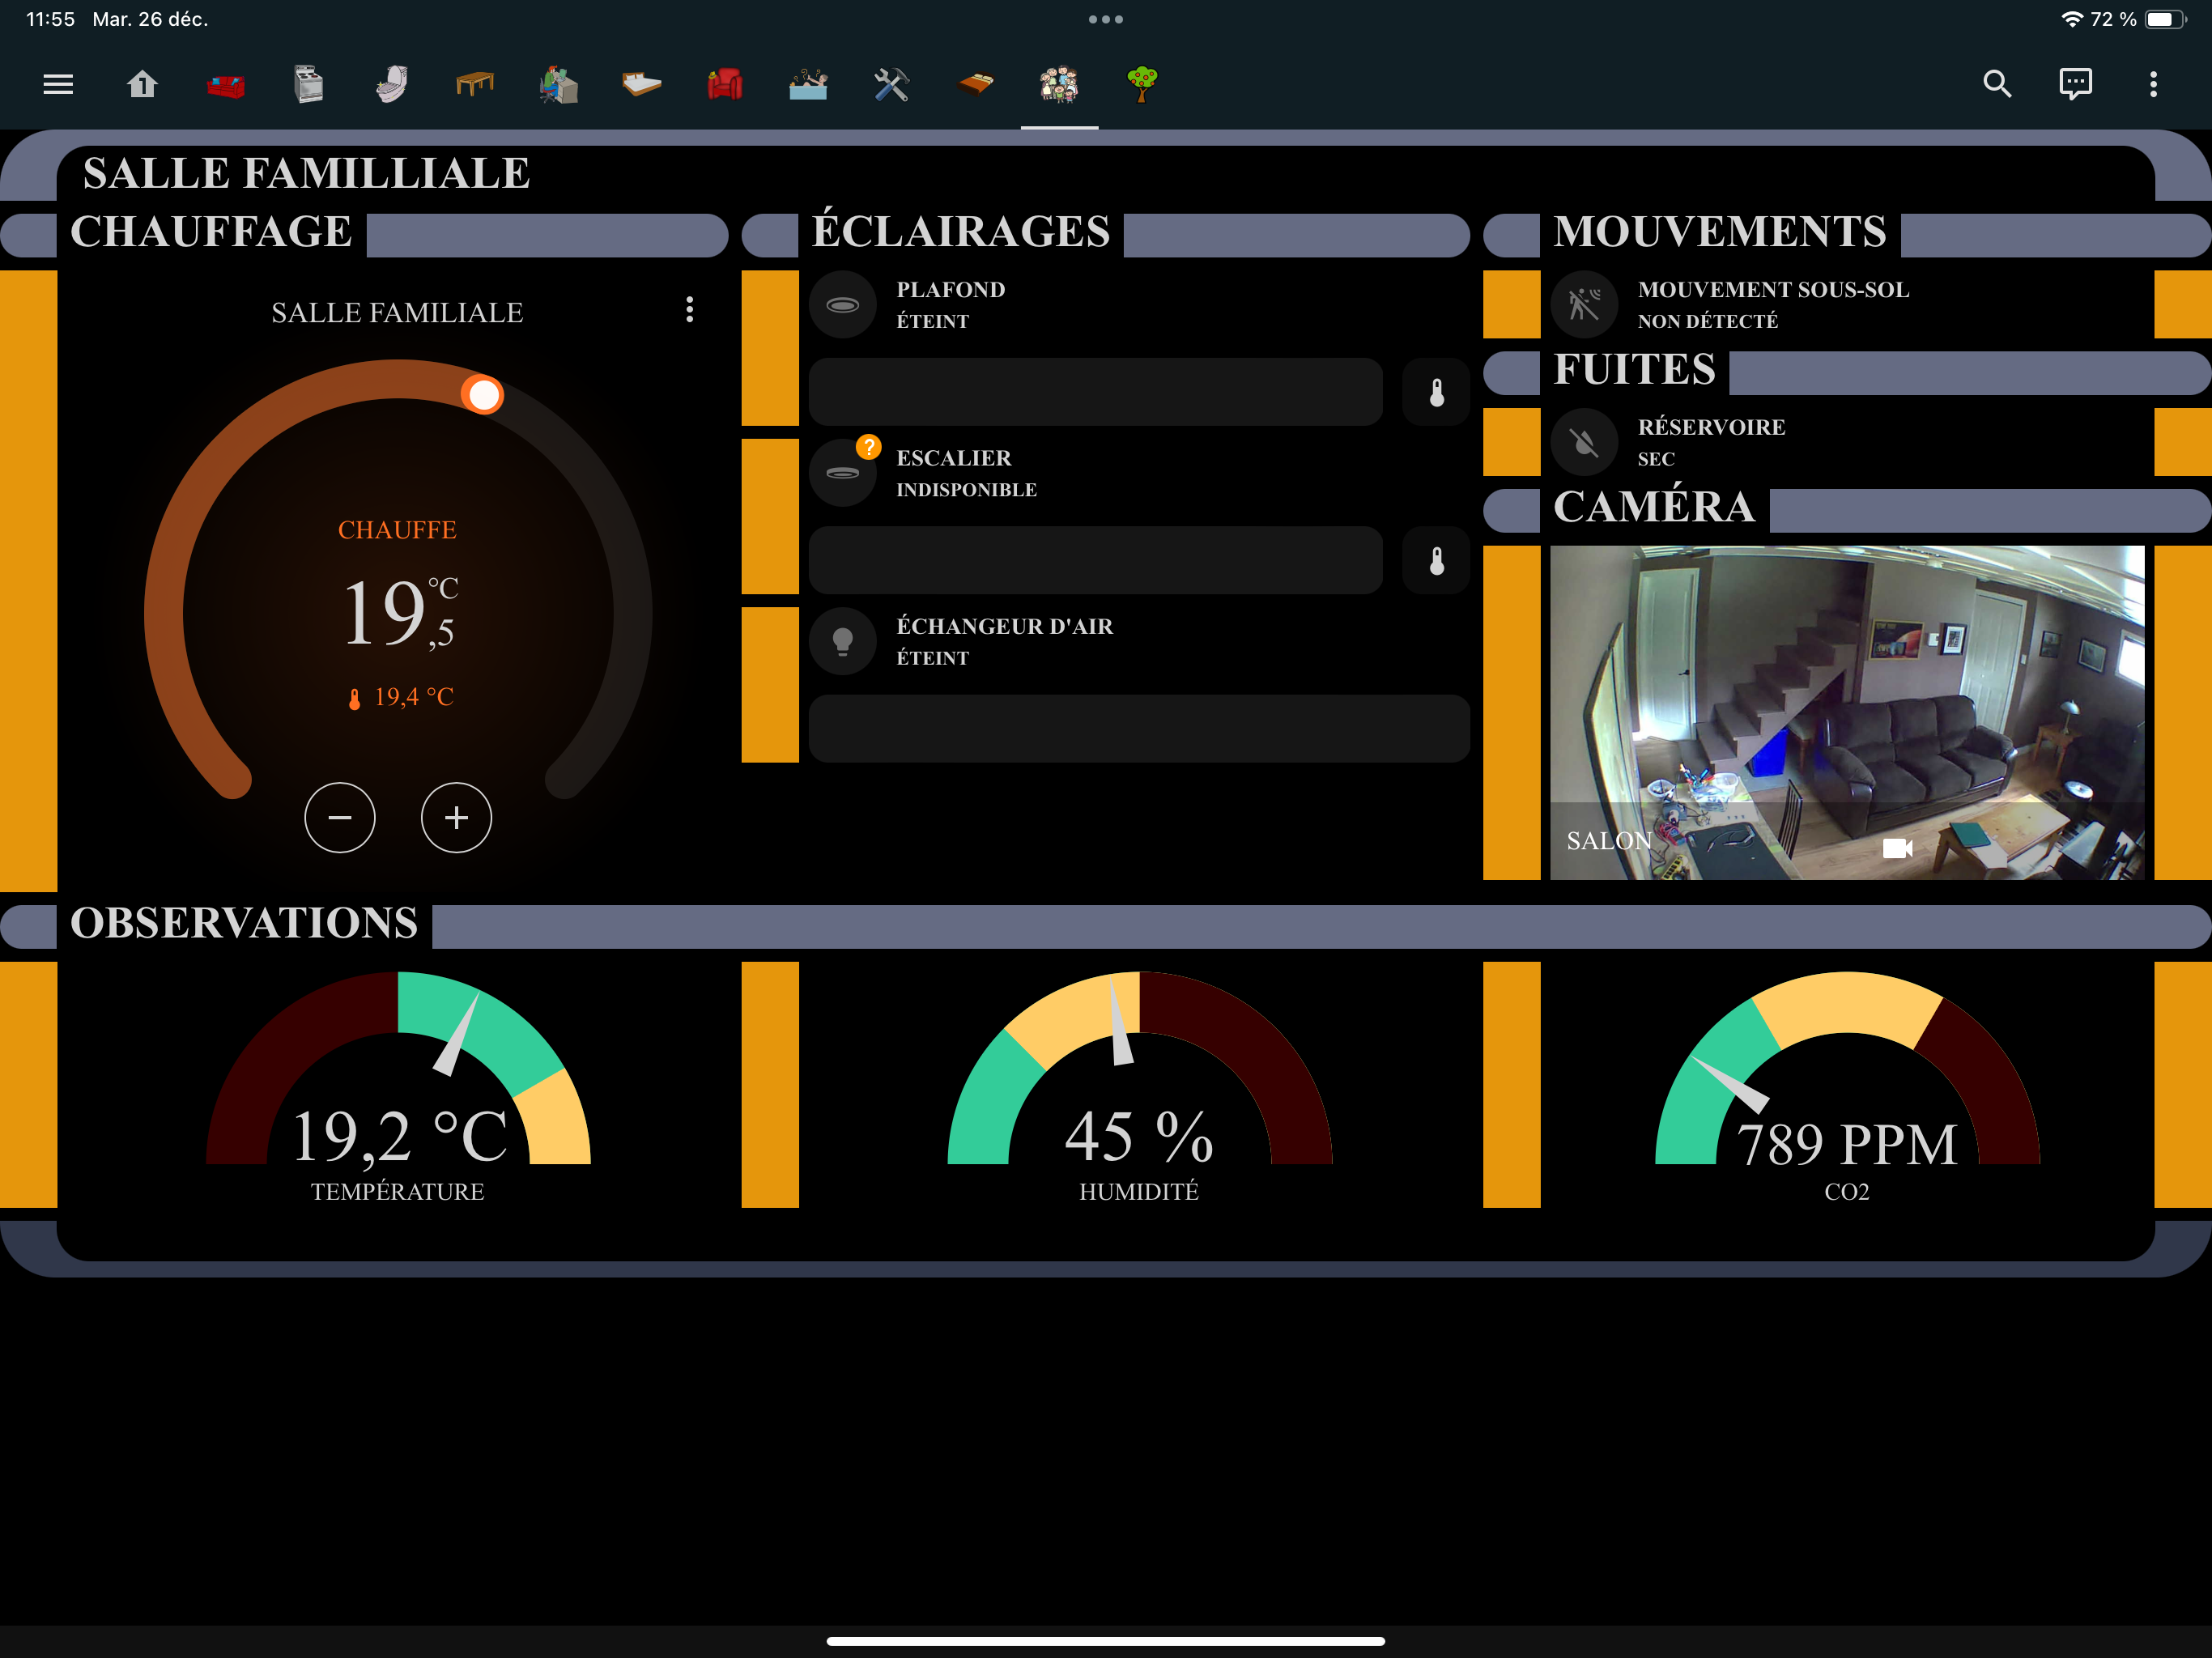 11:55 Mar. 26 déc.
72 %
1
SALLE FAMILLIALE
CHAUFFAGE
SALLE FAMILIALE
CHAUFFE
19,5 °C
19,4 °C
ÉCLAIRAGES
PLAFOND
ÉTEINT
?
ESCALIER
INDISPONIBLE
ÉCHANGEUR D'AIR
ÉTEINT
MOUVEMENTS
MOUVEMENT SOUS-SOL
NON DÉTECTÉ
FUITES
RÉSERVOIRE
SEC
CAMÉRA
SALON
OBSERVATIONS
19,2 °C
TEMPÉRATURE
45 %
HUMIDITÉ
789 PPM
CO2